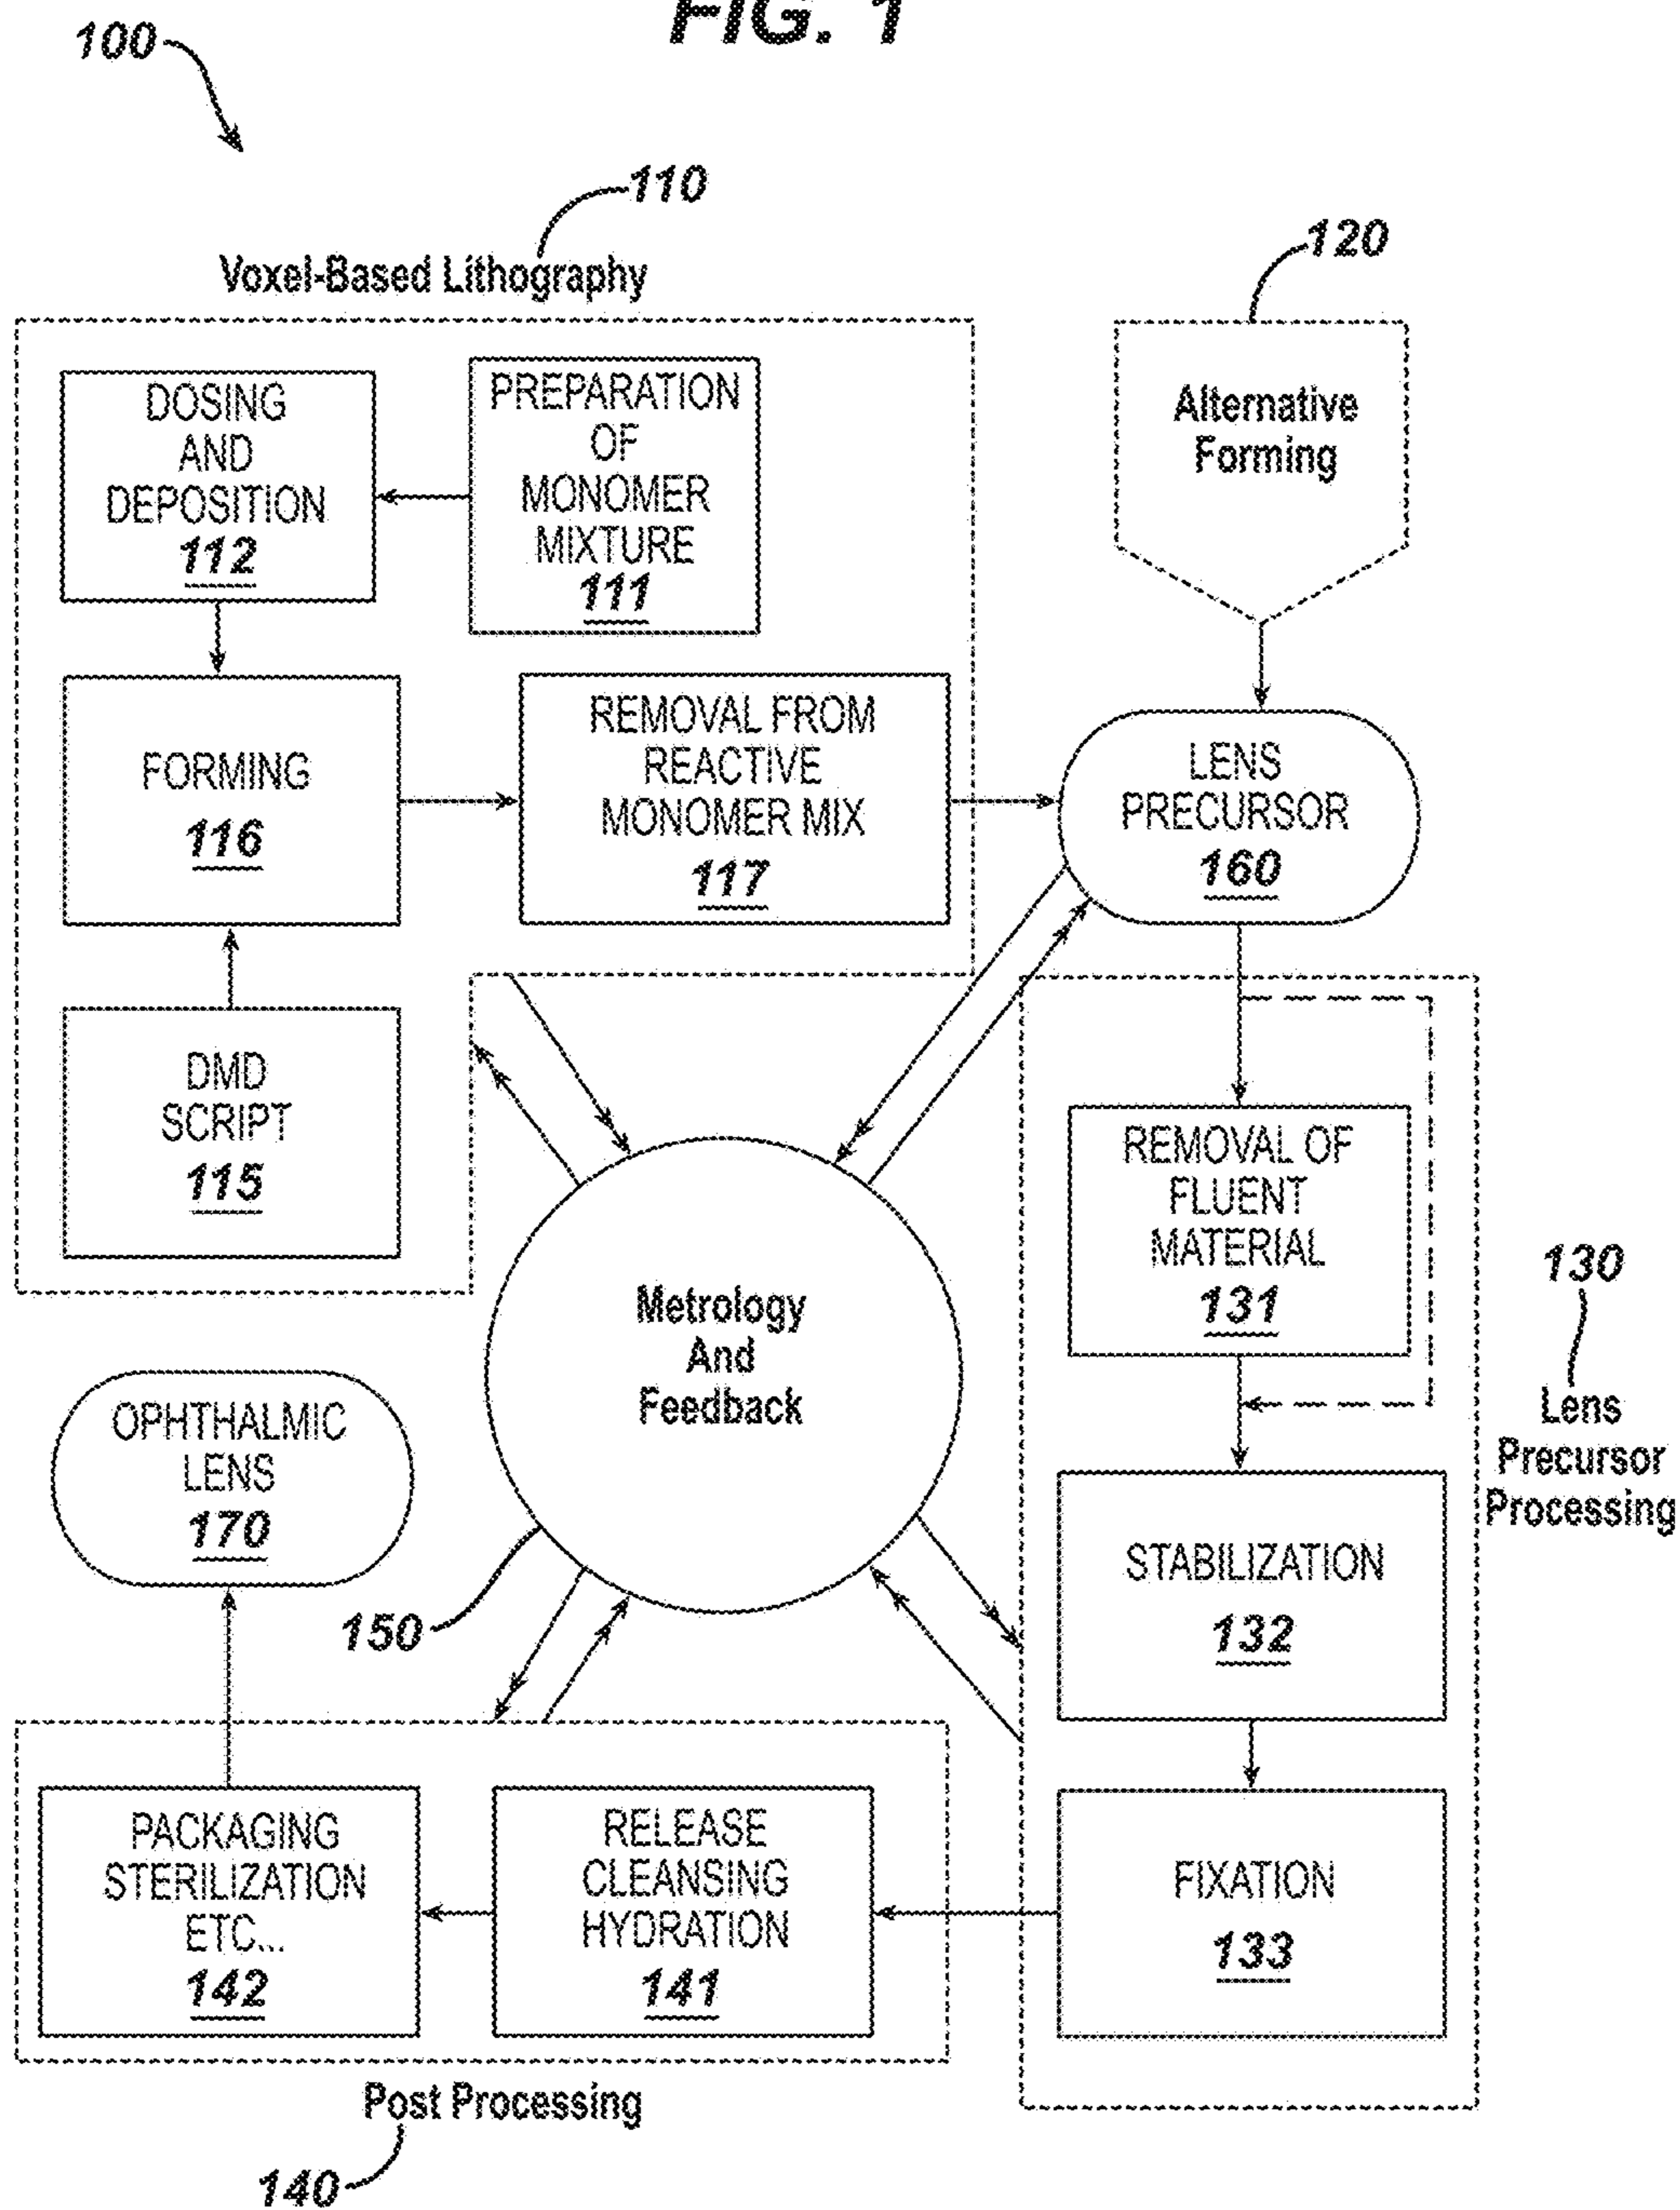 FIG. 1
100
110
Voxel-Based Lithography
120
DOSING
AND
DEPOSITION
112
PREPARATION
OF
MONOMER
MIXTURE
111
Alternative
Forming
FORMING
116
REMOVAL FROM
REACTIVE
MONOMER MIX
117
LENS
PRECURSOR
160
DMD
SCRIPT
115
REMOVAL OF
FLUENT
MATERIAL
131
130
Lens
Precursor
Processing
Metrology
And
Feedback
150
OPHTHALMIC
LENS
170
STABILIZATION
132
PACKAGING
STERILIZATION
ETC...
142
RELEASE
CLEANSING
HYDRATION
141
FIXATION
133
Post Processing
140